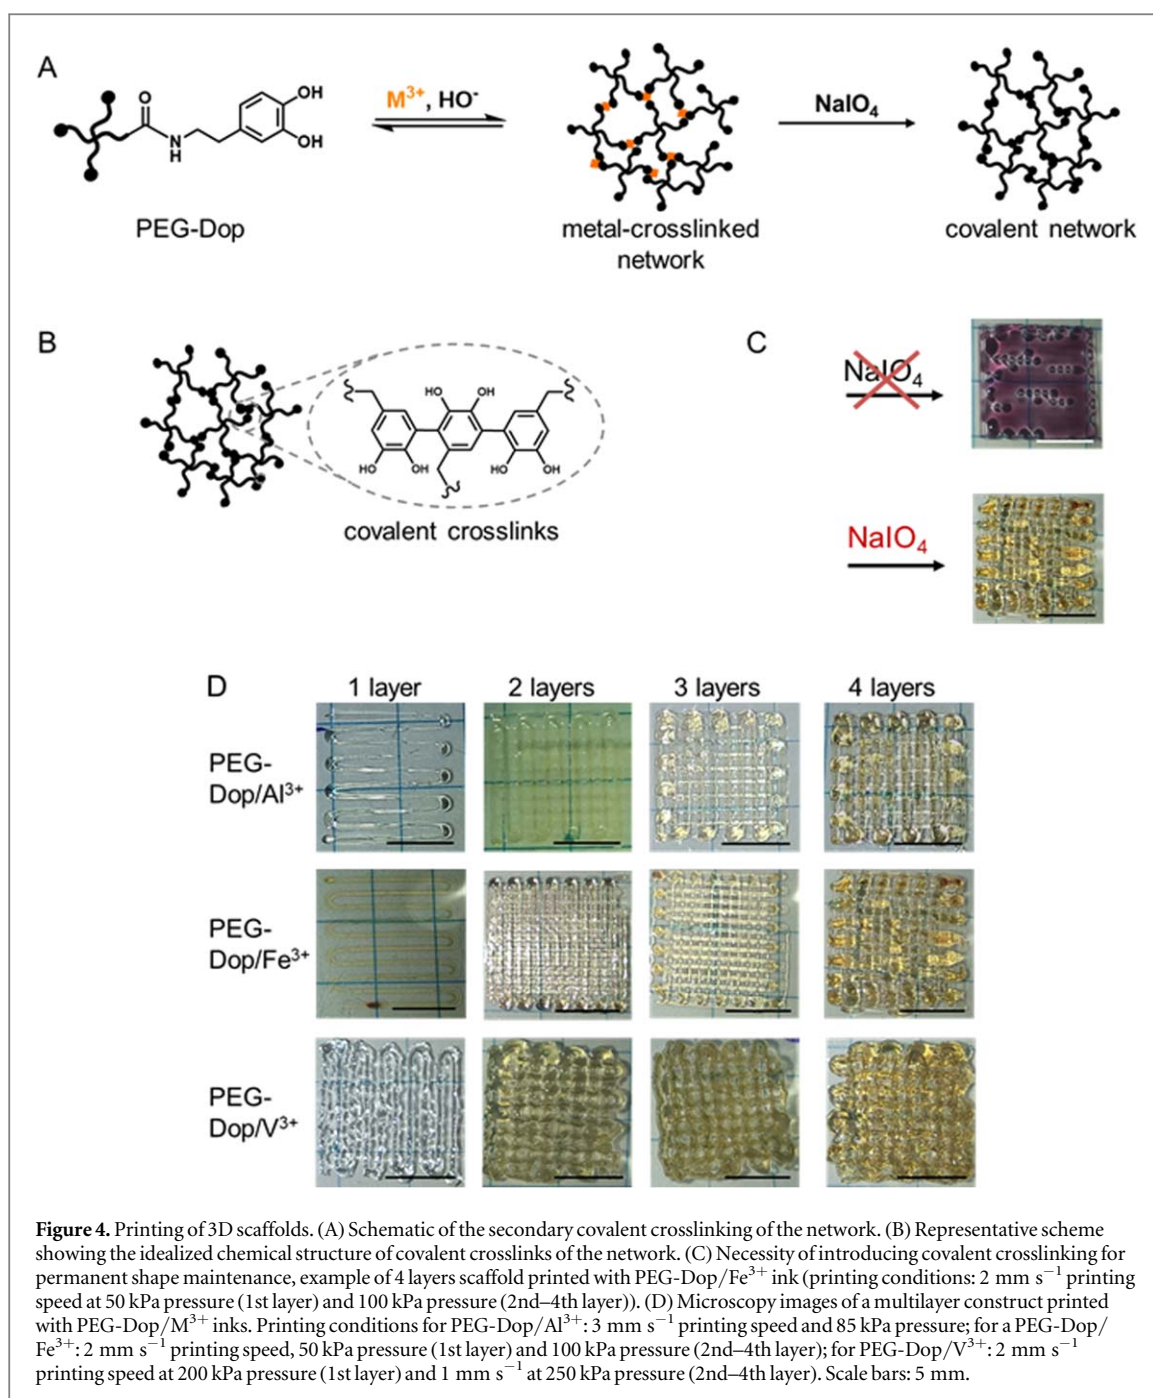 A
O
N
H
OH
OH
M³⁺, HO⁻
NaIO₄
PEG-Dop
metal-crosslinked
network
covalent network
B
HO
OH
HO
OH
HO
OH
covalent crosslinks
C
NaIO₄
NaIO₄
D
1 layer
2 layers
3 layers
4 layers
PEG-
Dop/Al³⁺
PEG-
Dop/Fe³⁺
PEG-
Dop/V³⁺
Figure 4. Printing of 3D scaffolds. (A) Schematic of the secondary covalent crosslinking of the network. (B) Representative scheme
showing the idealized chemical structure of covalent crosslinks of the network. (C) Necessity of introducing covalent crosslinking for
permanent shape maintenance, example of 4 layers scaffold printed with PEG-Dop/Fe³⁺ ink (printing conditions: 2 mm s⁻¹ printing
speed at 50 kPa pressure (1st layer) and 100 kPa pressure (2nd–4th layer)). (D) Microscopy images of a multilayer construct printed
with PEG-Dop/M³⁺ inks. Printing conditions for PEG-Dop/Al³⁺: 3 mm s⁻¹ printing speed and 85 kPa pressure; for a PEG-Dop/
Fe³⁺: 2 mm s⁻¹ printing speed, 50 kPa pressure (1st layer) and 100 kPa pressure (2nd–4th layer); for PEG-Dop/V³⁺: 2 mm s⁻¹
printing speed at 200 kPa pressure (1st layer) and 1 mm s⁻¹ at 250 kPa pressure (2nd–4th layer). Scale bars: 5 mm.